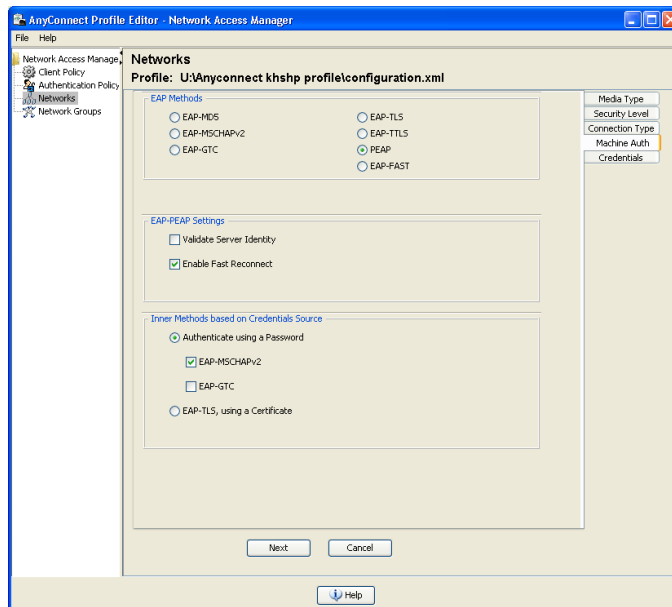 AnyConnect Profile Editor - Network Access Manager
File Help
Network Access Manage
Client Policy
Authentication Policy
Networks
Network Groups
Networks
Profile: U:\Anyconnect khshp profile\configuration.xml
EAP Methods
EAP-MD5
EAP-TLS
EAP-MSCHAPv2
EAP-TTLS
EAP-GTC
PEAP
EAP-FAST
EAP-PEAP Settings
Validate Server Identity
Enable Fast Reconnect
Inner Methods based on Credentials Source
Authenticate using a Password
EAP-MSCHAPv2
EAP-GTC
EAP-TLS, using a Certificate
Media Type
Security Level
Connection Type
Machine Auth
Credentials
Next
Cancel
Help